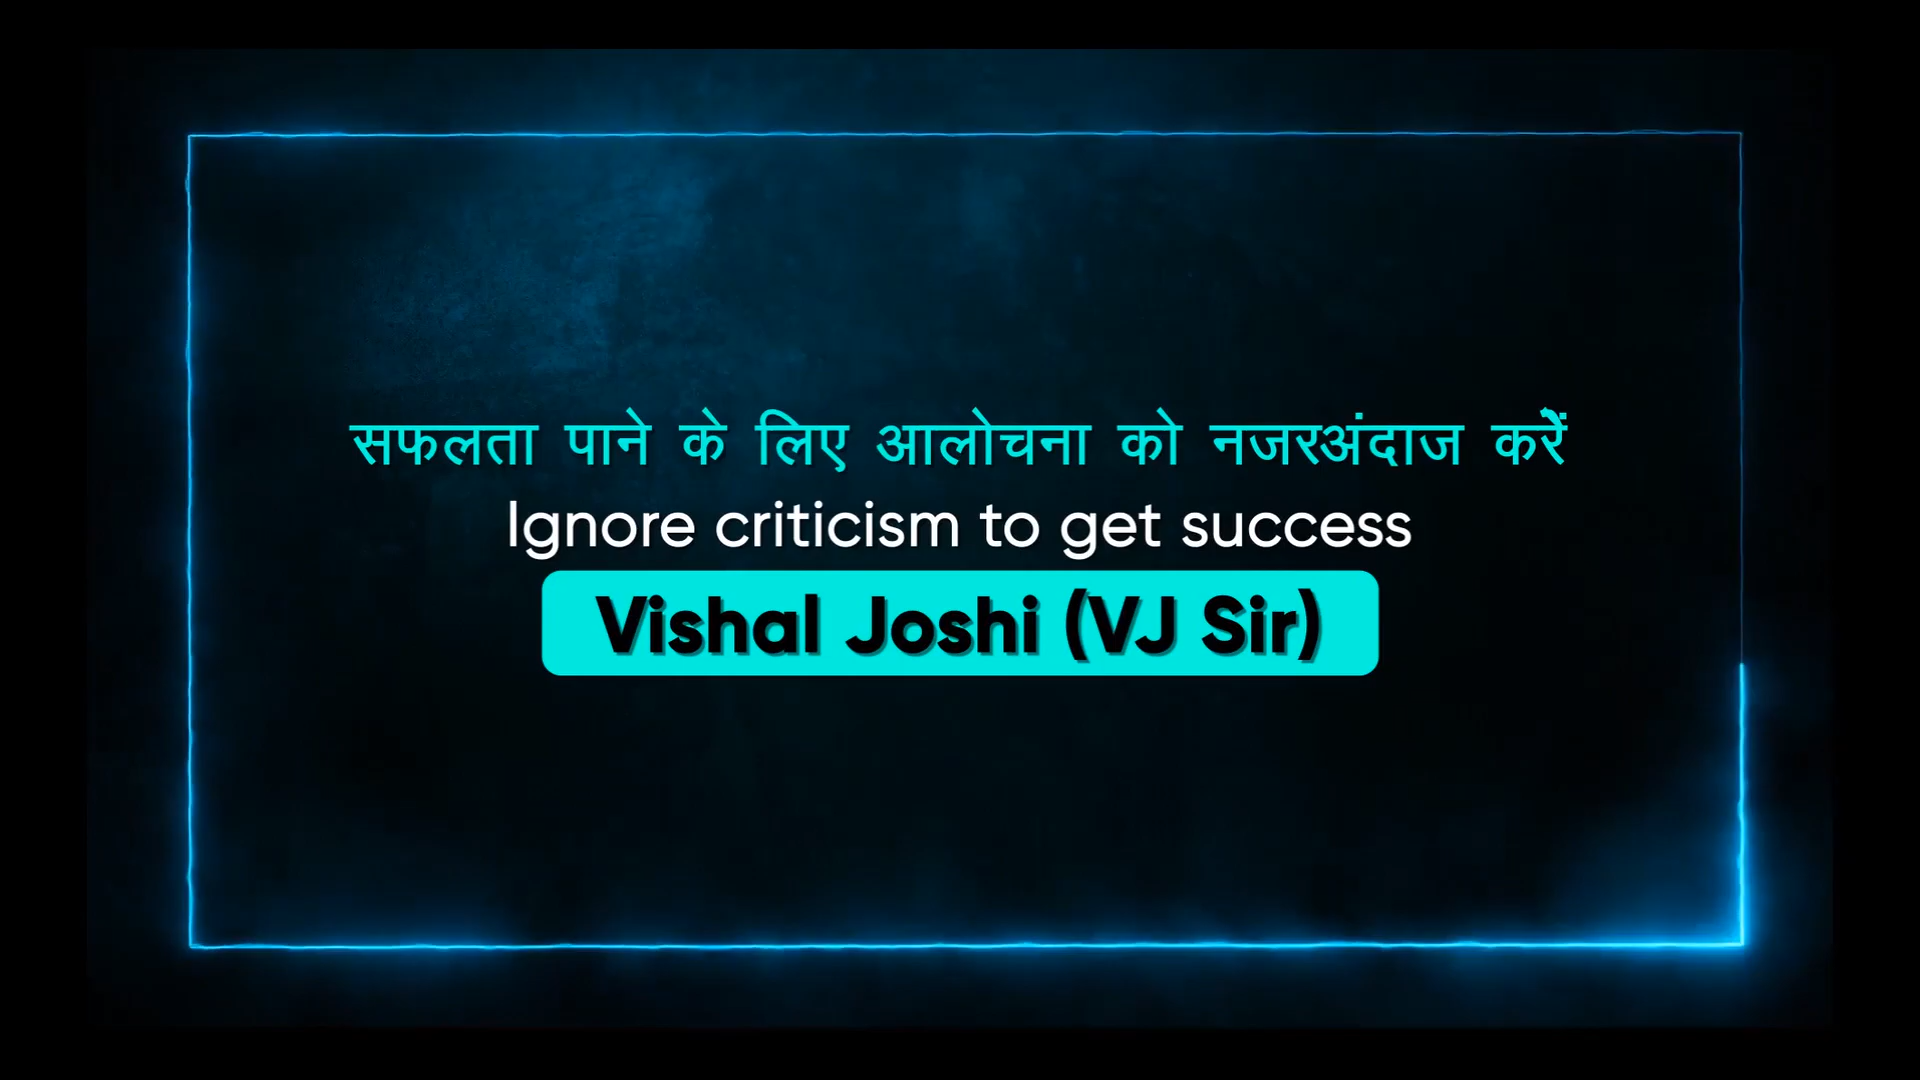 सफलता पाने के लिए आलोचना को नजरअंदाज करें
Ignore criticism to get success
Vishal Joshi (VJ Sir)